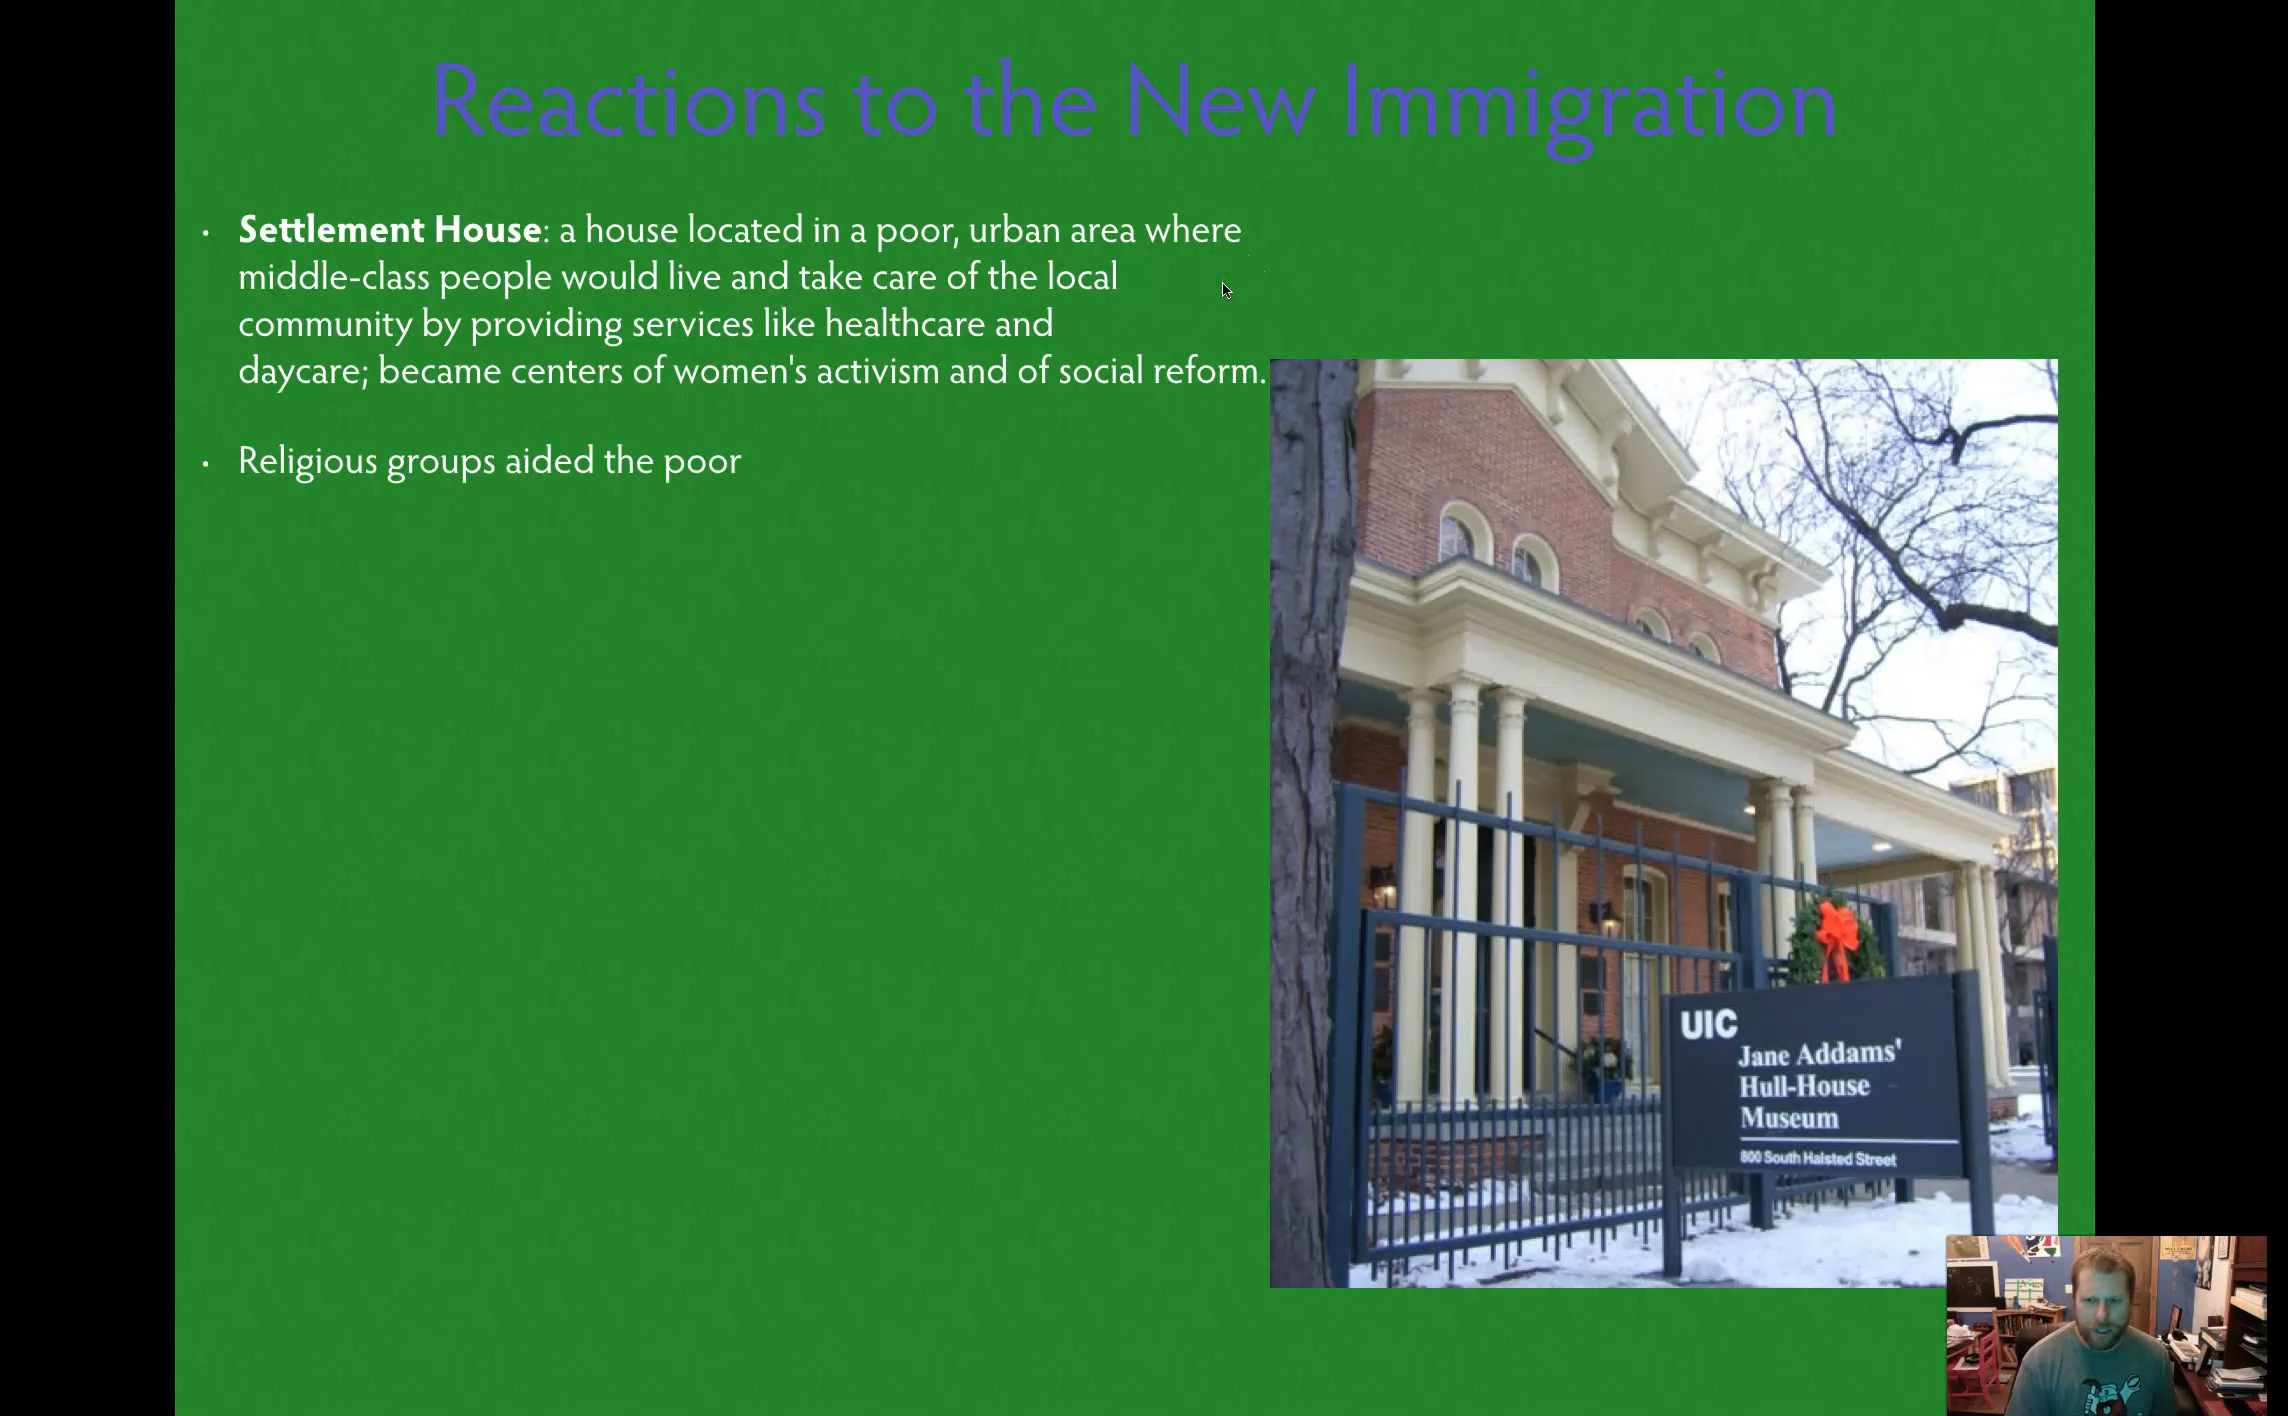 Reactions to the New Immigration
• Settlement House: a house located in a poor, urban area where
middle-class people would live and take care of the local
community by providing services like healthcare and
daycare; became centers of women's activism and of social reform.
• Religious groups aided the poor
UIC
Jane Addams'
Hull-House
Museum
800 South Halsted Street